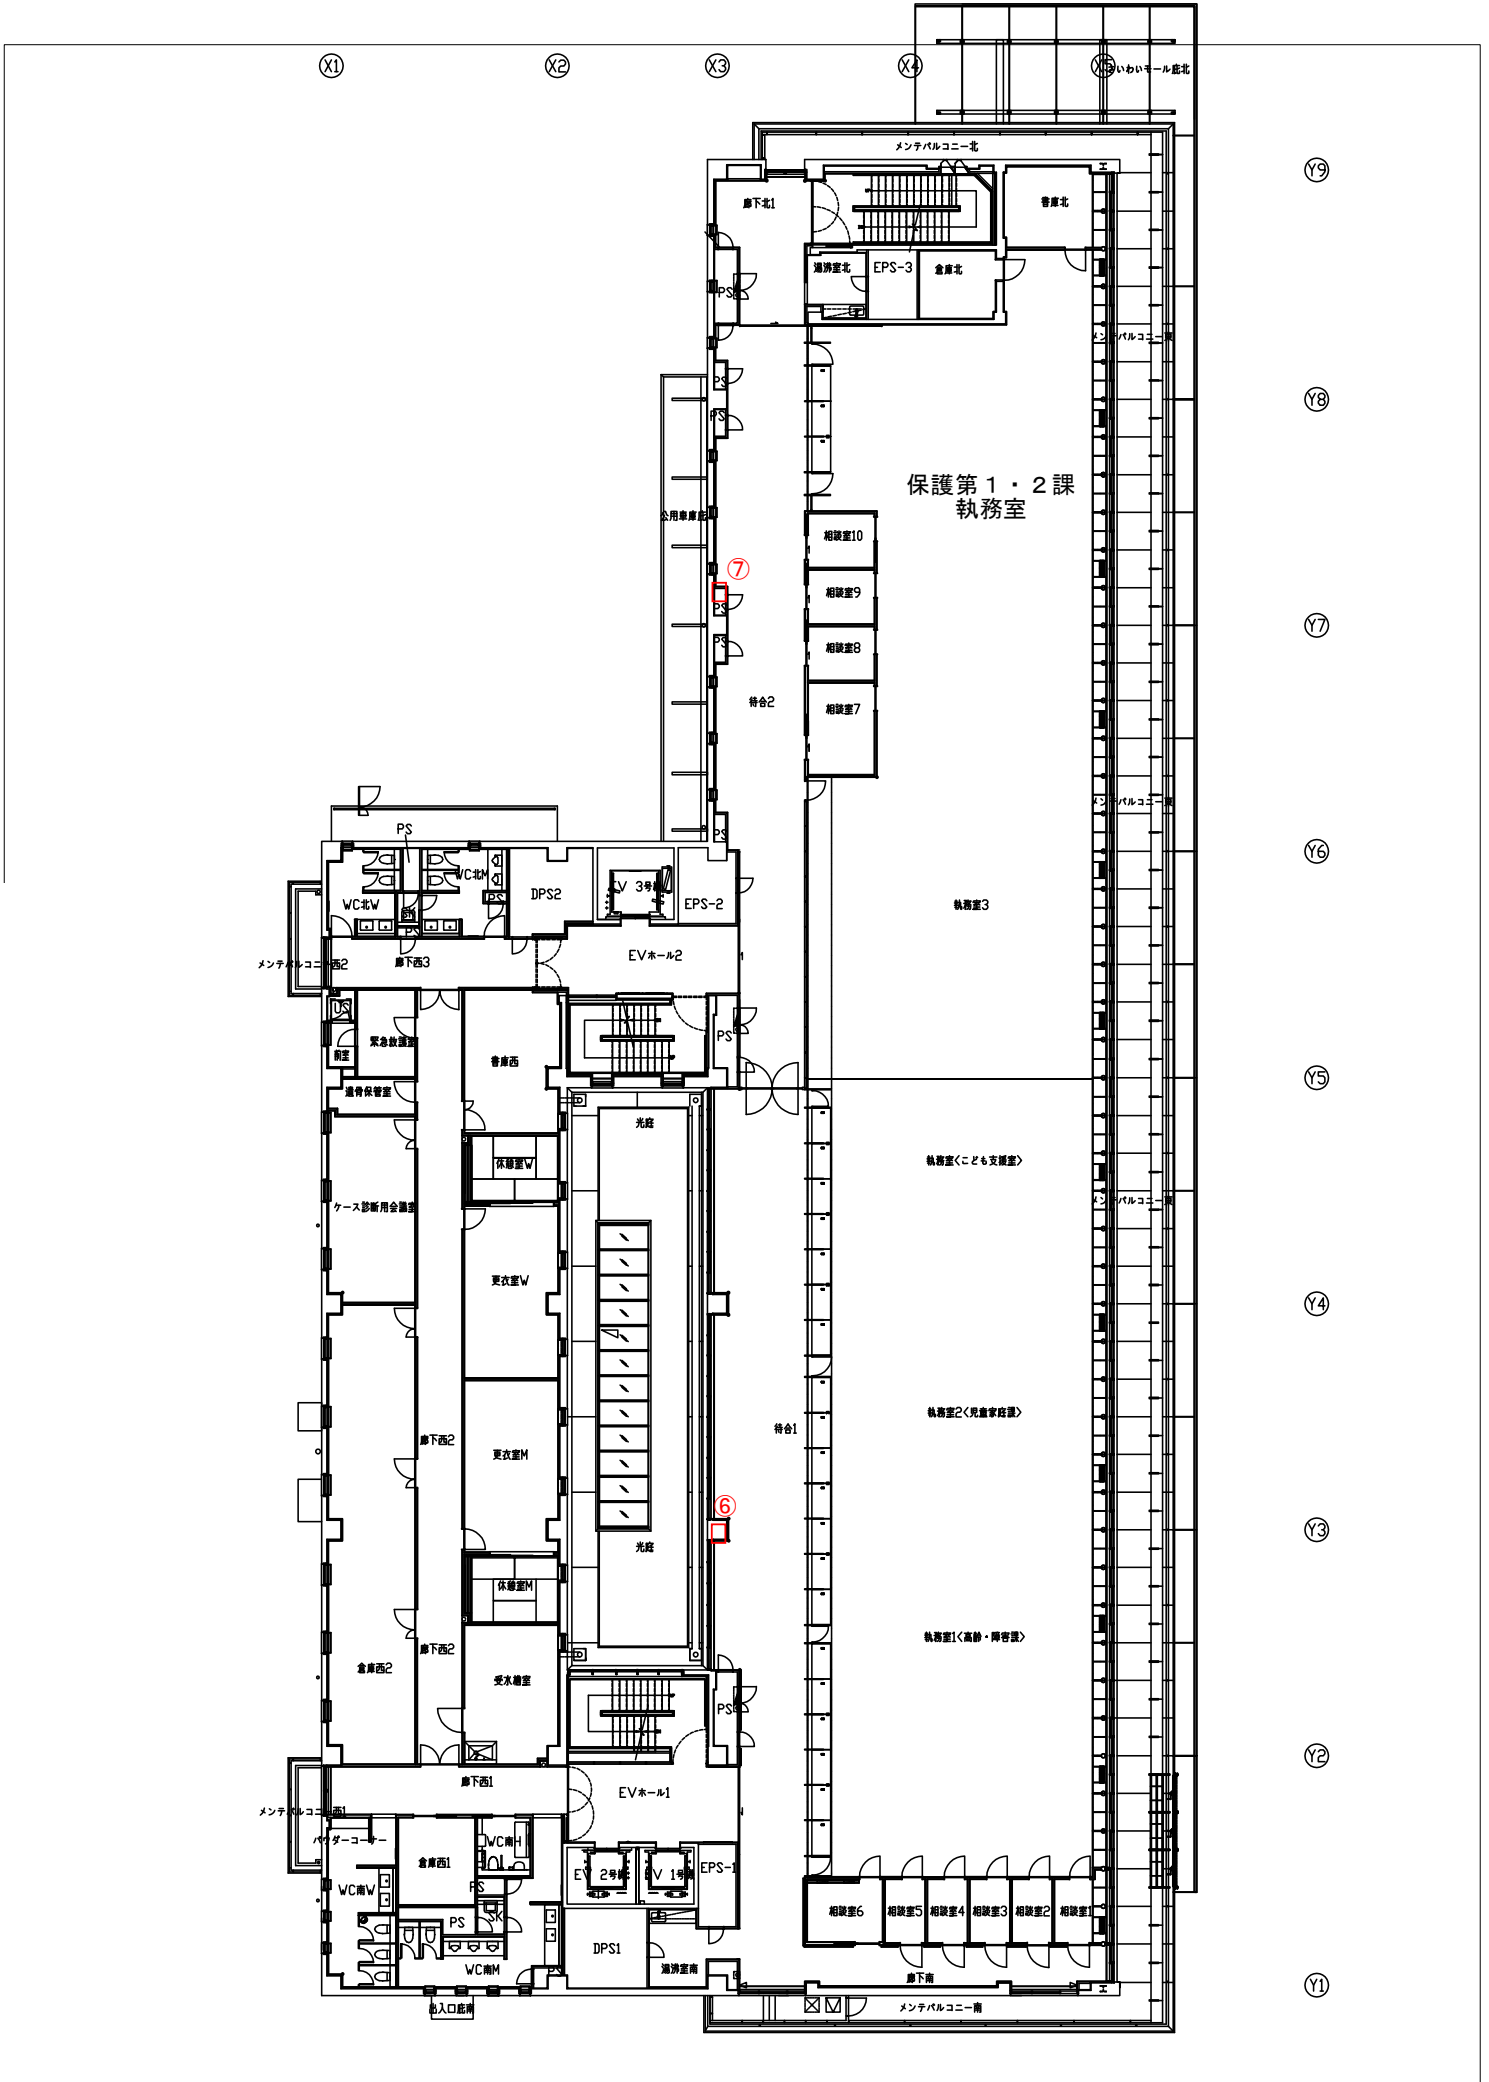 X1
X2
X3
X4
X5
さいわいモール庇北
メンテバルコニー北
Y9
廊下北1
書庫北
湯沸室北
EPS-3
倉庫北
PS
メンテバルコニー東
PS
Y8
PS
保護第１・２課
執務室
公用車庫庇
相談室10
⑦
相談室9
PS
Y7
PS
相談室8
待合2
相談室7
メンテバルコニー東
PS
PS
Y6
WC北M
DPS2
EV 3号機
EPS-2
WC北W
PS
SK
PS
執務室3
EVホール2
メンテバルコニー西2
廊下西3
US
PS
緊急救護室
前室
書庫西
Y5
遺骨保管室
光庭
休憩室W
執務室<こども支援室>
ケース診断用会議室
メンテバルコニー東
更衣室W
Y4
執務室2<児童家庭課>
待合1
廊下西2
更衣室M
⑥
Y3
光庭
休憩室M
執務室1<高齢・障害課>
廊下西2
倉庫西2
受水槽室
PS
Y2
廊下西1
EVホール1
メンテバルコニー西1
パウダーコーナー
WC南H
倉庫西1
EV 2号機
EV 1号機
EPS-1
WC南W
PS
相談室6
相談室5
相談室4
相談室3
相談室2
相談室1
PS
SK
DPS1
WC南M
PS
湯沸室南
廊下南
Y1
出入口庇南
メンテバルコニー南